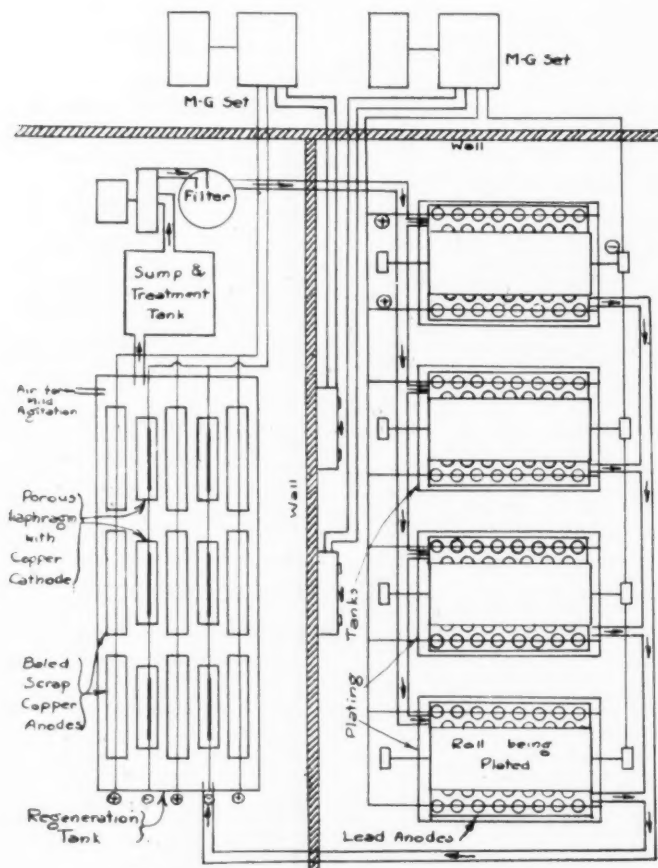 M-G Set
M-G Set
Wall
Filter
Sump &
Treatment
Tank
Air for
Mild
Agitation
Porous
Diaphragm
with
Copper
Cathode
Wall
Baled
Scrap
Copper
Anodes
Regeneration
Tank
Tanks
Plating
Roll being
Plated
Lead Anodes
+
+
−
+
−
+
−
+